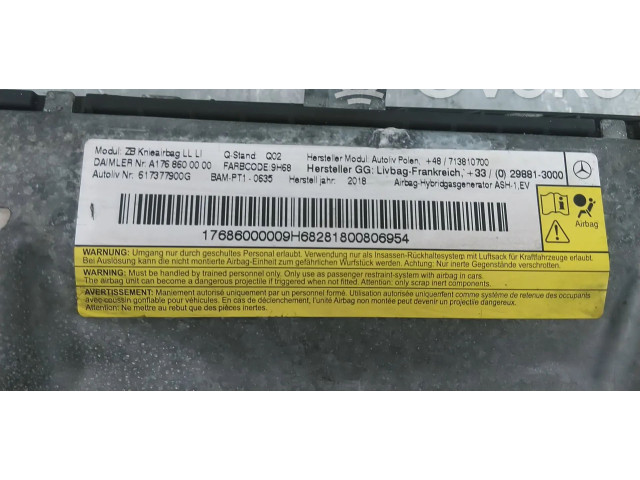 Modul: ZB Knieairbag LL LI Q-Stand Q02 Hersteller Modul: Autoliv Polen, +48 / 713810700
DAIMLER Nr: A176 860 00 00 FARBCODE 9H68 Hersteller GG: Livbag-Frankreich, +33 / (0) 29881-3000
Autoliv Nr: 617377900G BAM-PT1 - 0635 Herstell jahr: 2018 Airbag-Hybridgasgenerator ASH-1,EV
Airbag
17686000009H68281800806954
WARNUNG: Umgang nur durch geschultes Personal erlaubt. Verwendung nur als Insassen-Rückhaltesystem mit Luftsack für Kraftfahrzeuge erlaubt.
Bei Auslösung kann die Airbag-Einheit zum gefährlichen Wurfstück werden. Achtung: Nicht angesprengte Gegenstände nicht verschrotten.
WARNING: Must be handled by trained personnel only. Use only as passenger restraint-system with airbag in cars.
The airbag unit can become a dangerous projectile if triggered when not fitted. Attention: only scrap inert components.
AVERTISSEMENT: Maniement autorisé uniquement par personnel formé. Utilisation autorisée uniquement comme système de retenue des occupants
avec coussin gonflable pour véhicules. En cas de déclenchement, l'unité Airbag non montée peut devenir un projectile dangereux.
Attention: Ne mettre au rebut que des pièces inertes.